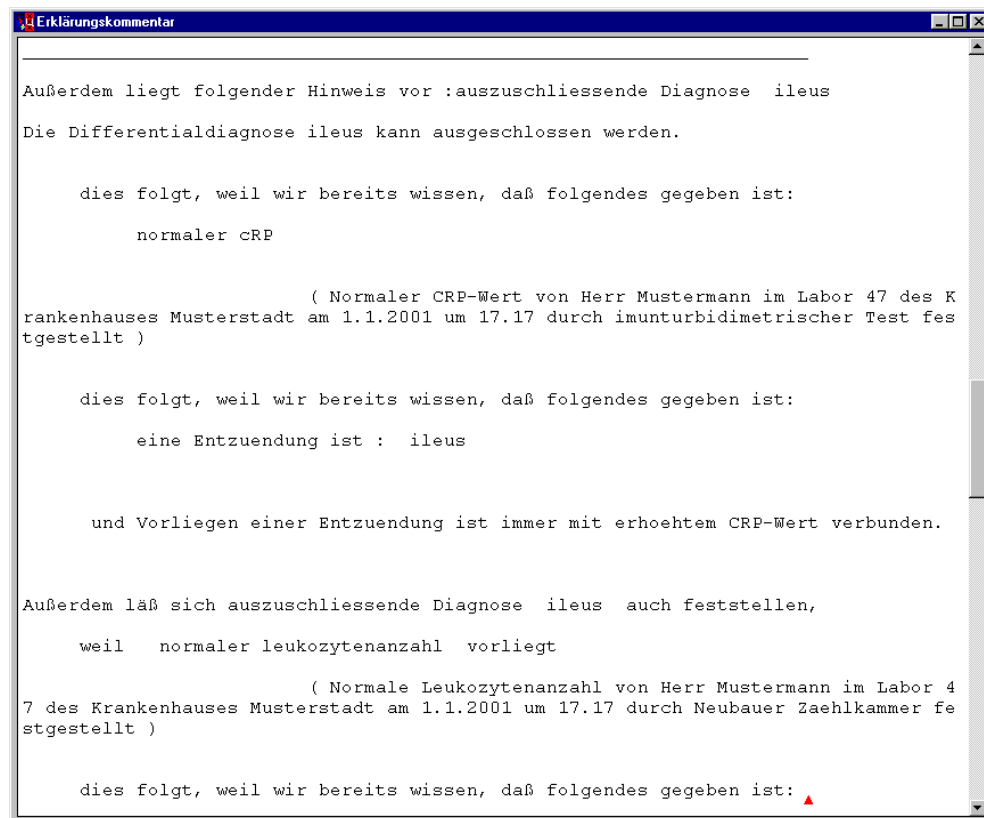 Erklärungskommentar
Außerdem liegt folgender Hinweis vor :auszuschliessende Diagnose  ileus
Die Differentialdiagnose ileus kann ausgeschlossen werden.
dies folgt, weil wir bereits wissen, daß folgendes gegeben ist:
normaler cRP
( Normaler CRP-Wert von Herr Mustermann im Labor 47 des K
rankenhauses Musterstadt am 1.1.2001 um 17.17 durch imunturbidimetrischer Test fes
tgestellt )
dies folgt, weil wir bereits wissen, daß folgendes gegeben ist:
eine Entzuendung ist :  ileus
und Vorliegen einer Entzuendung ist immer mit erhoehtem CRP-Wert verbunden.
Außerdem läß sich auszuschliessende Diagnose  ileus  auch feststellen,
weil   normaler leukozytenanzahl  vorliegt
( Normale Leukozytenanzahl von Herr Mustermann im Labor 4
7 des Krankenhauses Musterstadt am 1.1.2001 um 17.17 durch Neubauer Zaehlkammer fe
stgestellt )
dies folgt, weil wir bereits wissen, daß folgendes gegeben ist: